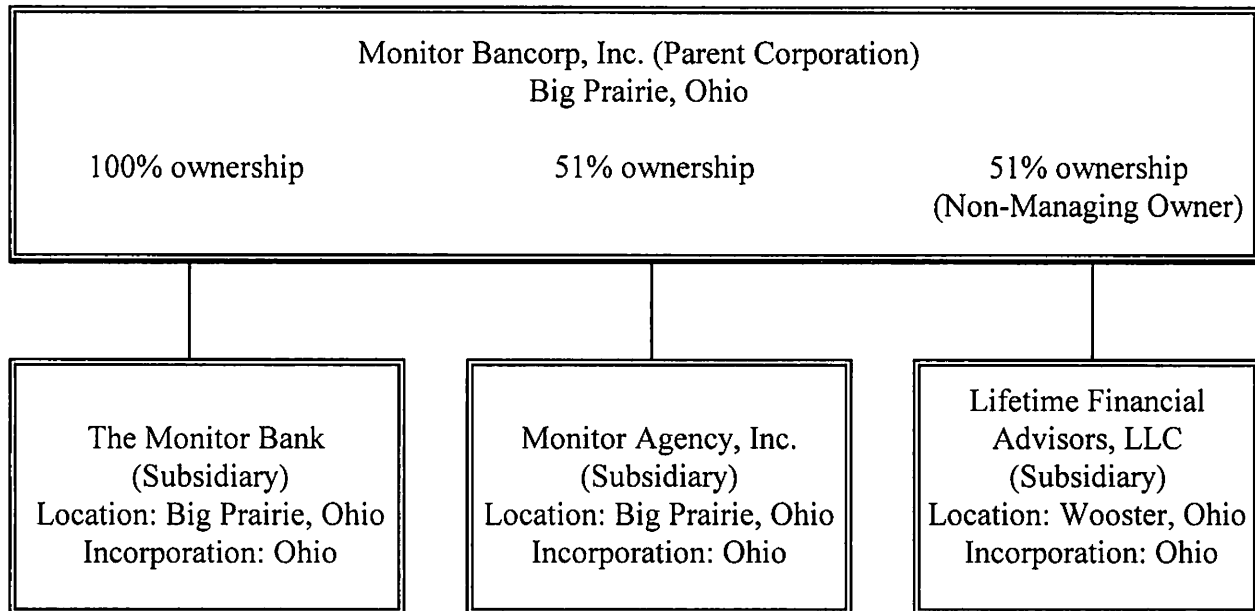 Monitor Bancorp, Inc. (Parent Corporation)
Big Prairie, Ohio
100% ownership
51% ownership
51% ownership
(Non-Managing Owner)
The Monitor Bank
(Subsidiary)
Location: Big Prairie, Ohio
Incorporation: Ohio
Monitor Agency, Inc.
(Subsidiary)
Location: Big Prairie, Ohio
Incorporation: Ohio
Lifetime Financial
Advisors, LLC
(Subsidiary)
Location: Wooster, Ohio
Incorporation: Ohio